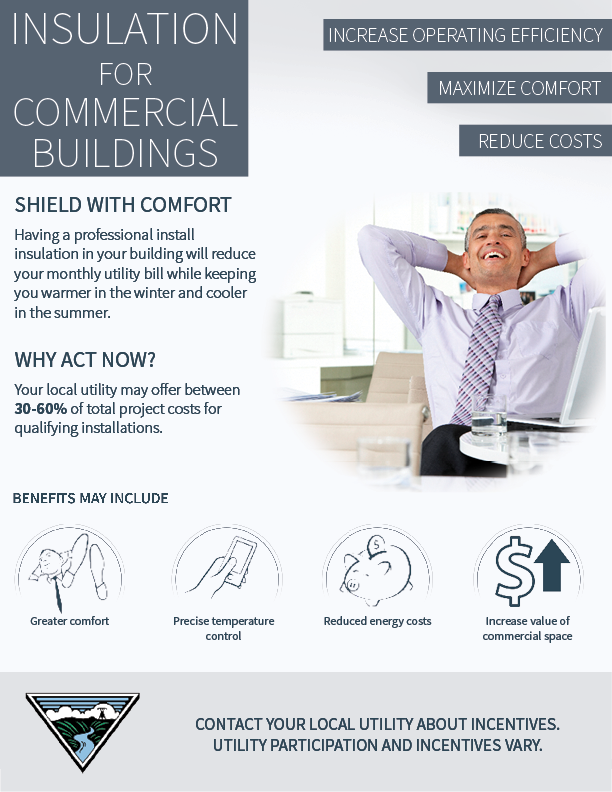 INSULATION
FOR
COMMERCIAL
BUILDINGS
INCREASE OPERATING EFFICIENCY
MAXIMIZE COMFORT
REDUCE COSTS
SHIELD WITH COMFORT
Having a professional install
insulation in your building will reduce
your monthly utility bill while keeping
you warmer in the winter and cooler
in the summer.
WHY ACT NOW?
Your local utility may offer between
30-60% of total project costs for
qualifying installations.
BENEFITS MAY INCLUDE
$
$
Greater comfort
Precise temperature
control
Reduced energy costs
Increase value of
commercial space
CONTACT YOUR LOCAL UTILITY ABOUT INCENTIVES.
UTILITY PARTICIPATION AND INCENTIVES VARY.